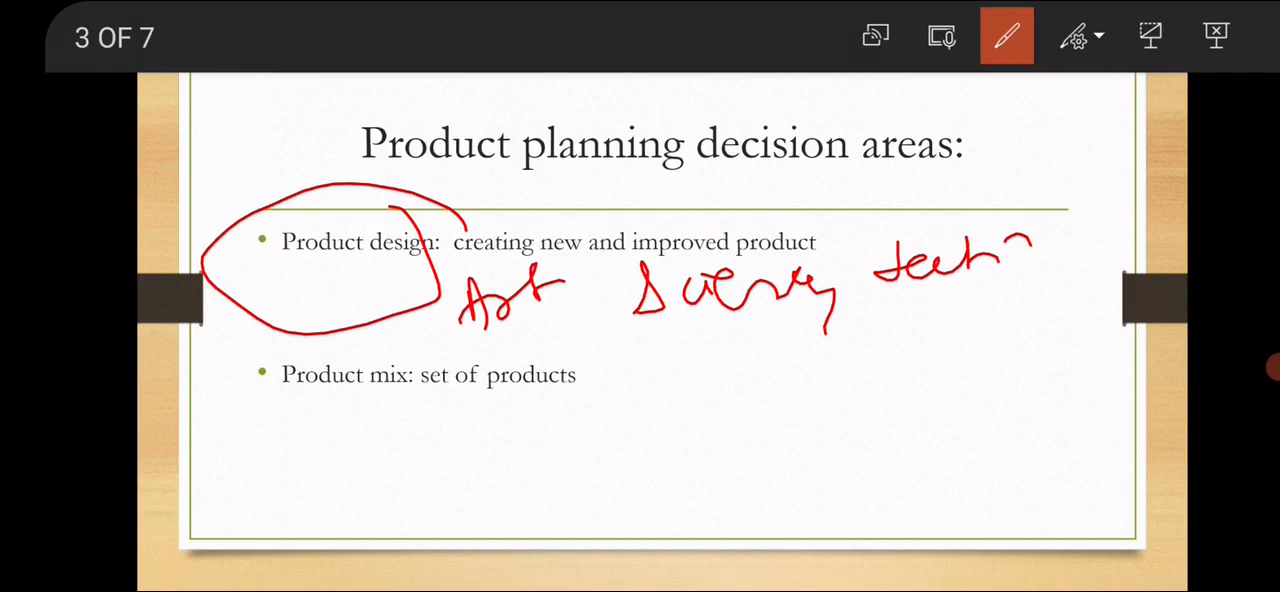 3 OF 7
Product planning decision areas:
• Product design: creating new and improved product
Art
• Product mix: set of products